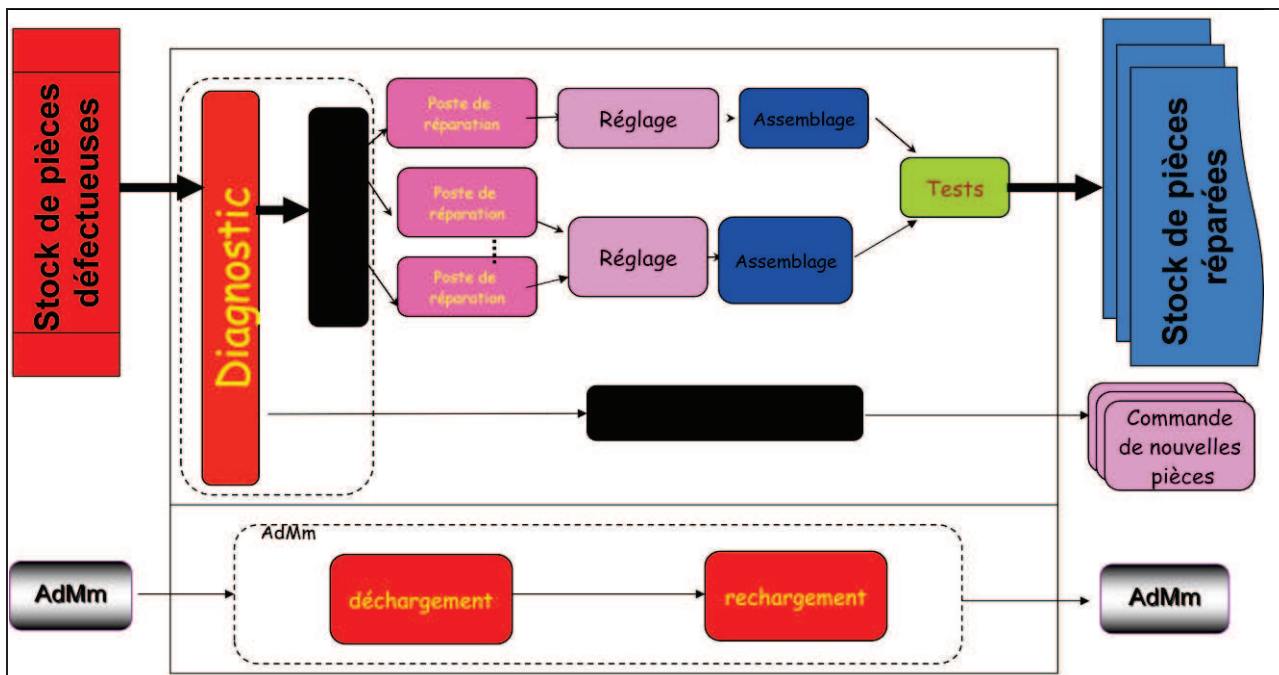 Stock de pièces
défectueuses
Diagnostic
Poste de
réparation
Réglage
Assemblage
Poste de
réparation
Poste de
réparation
Réglage
Assemblage
Tests
Stock de pièces
réparées
Commande
de nouvelles
pièces
AdMm
AdMm
déchargement
rechargement
AdMm